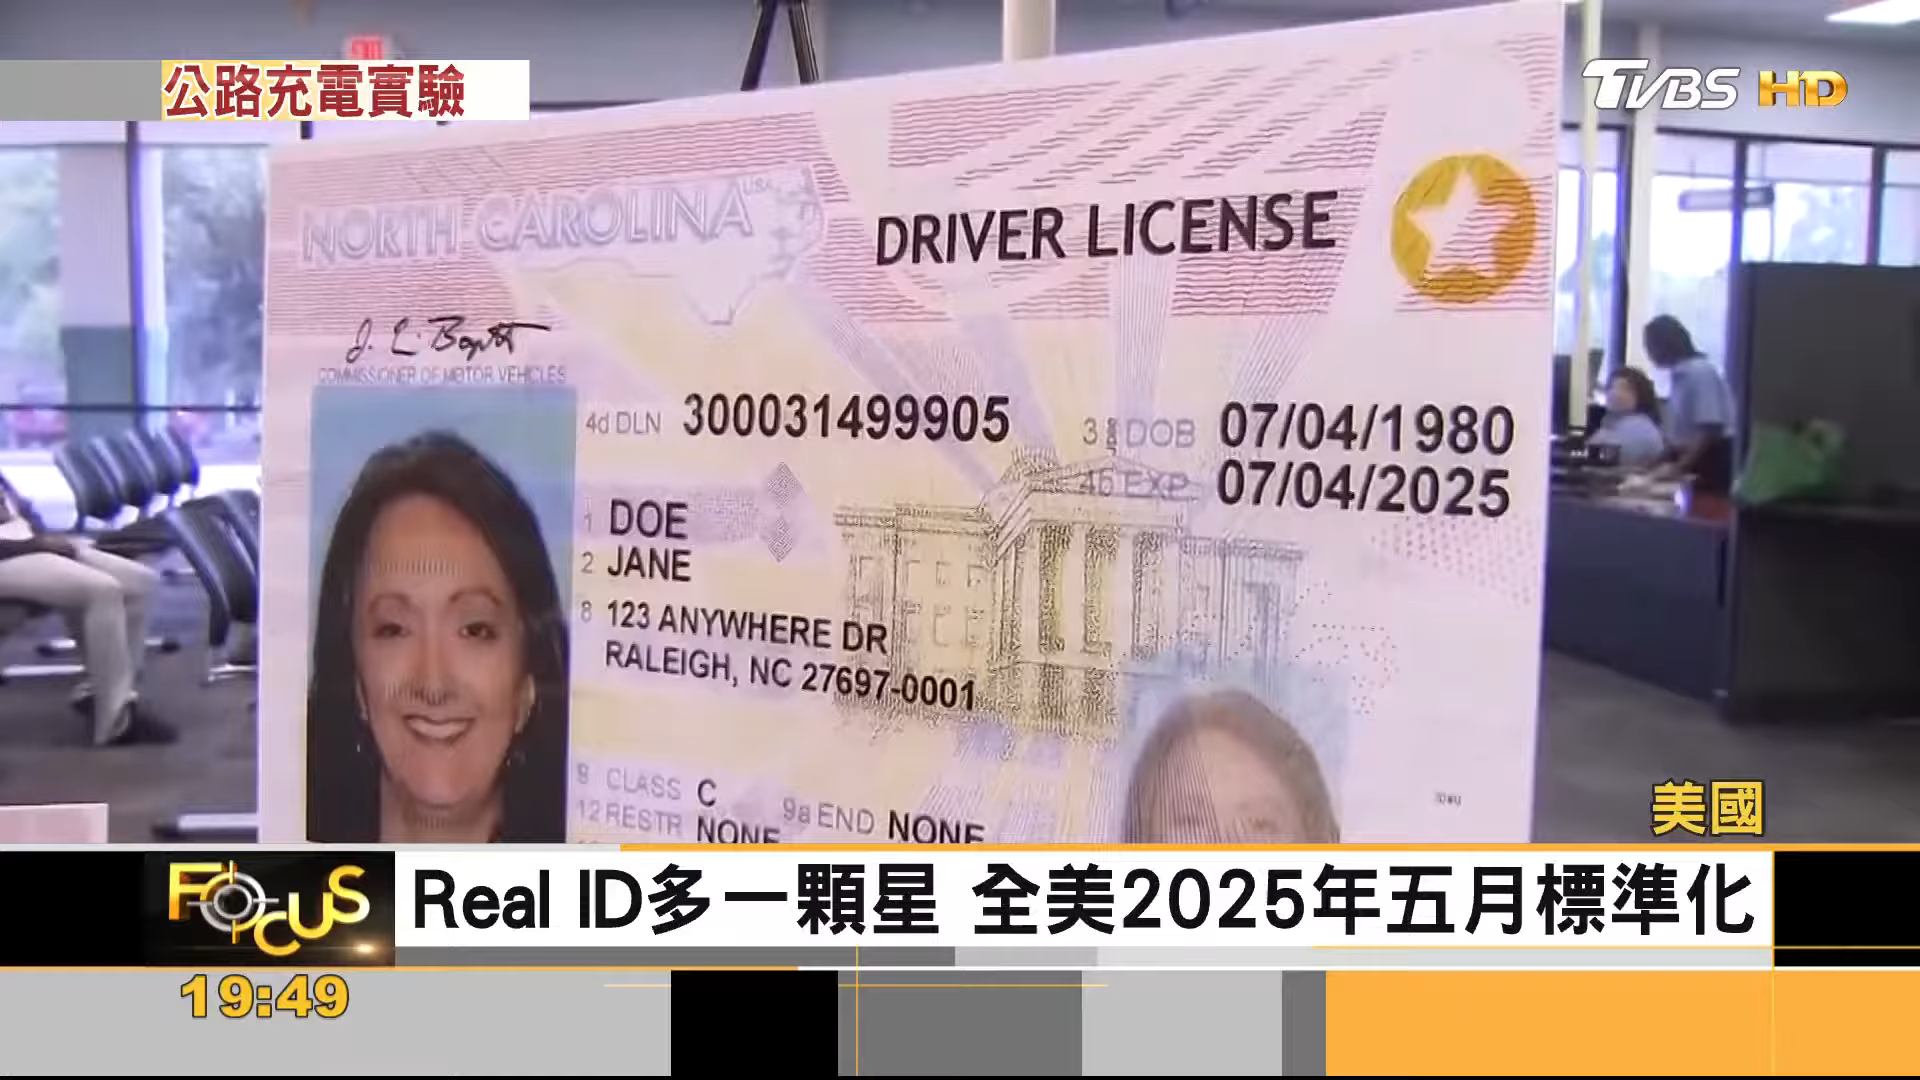 公路充電實驗
TVBS HD
NORTH CAROLINA USA
DRIVER LICENSE
COMMISSIONER OF MOTOR VEHICLES
4d DLN 300031499905
3 DOB 07/04/1980
4b EXP 07/04/2025
1 DOE
2 JANE
8 123 ANYWHERE DR
RALEIGH, NC 27697-0001
9 CLASS C
9a END NONE
12 RESTR NONE
美國
FOCUS
Real ID多一顆星 全美2025年五月標準化
19:49